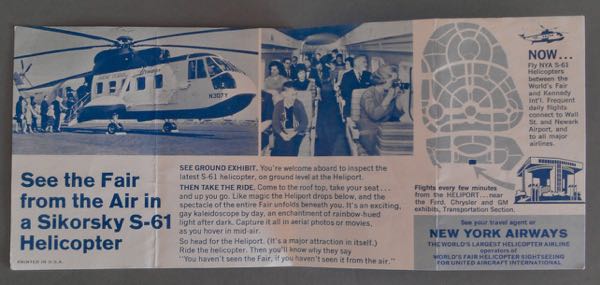 NEW YORK Airways
N307Y
See the Fair
from the Air in
a Sikorsky S-61
Helicopter
PRINTED IN U.S.A.
SEE GROUND EXHIBIT. You're welcome aboard to inspect the
latest S-61 helicopter, on ground level at the Heliport.
THEN TAKE THE RIDE. Come to the roof top, take your seat...
and up you go. Like magic the Heliport drops below, and the
spectacle of the entire Fair unfolds beneath you. It's an exciting,
gay kaleidoscope by day, an enchantment of rainbow-hued
light after dark. Capture it all in aerial photos or movies,
as you hover in mid-air.
So head for the Heliport. (It's a major attraction in itself.)
Ride the helicopter. Then you'll know why they say
"You haven't seen the Fair, if you haven't seen it from the air."
NOW...
Fly NYA S-61
Helicopters
between the
World's Fair
and Kennedy
Int'l. Frequent
daily flights
connect to Wall
St. and Newark
Airport, and
to all major
airlines.
Flights every few minutes
from the HELIPORT...near
the Ford, Chrysler and GM
exhibits, Transportation Section.
See your travel agent or
NEW YORK AIRWAYS
THE WORLD'S LARGEST HELICOPTER AIRLINE
operators of
WORLD'S FAIR HELICOPTER SIGHTSEEING
FOR UNITED AIRCRAFT INTERNATIONAL